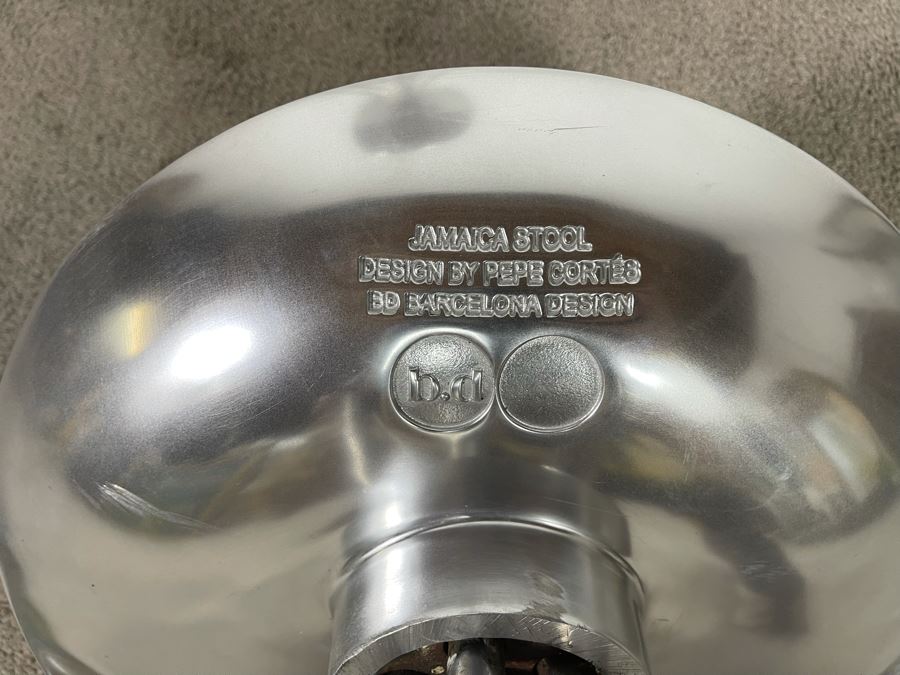 JAMAICA STOOL
DESIGN BY PEPE CORTÉS
BD BARCELONA DESIGN
b.d